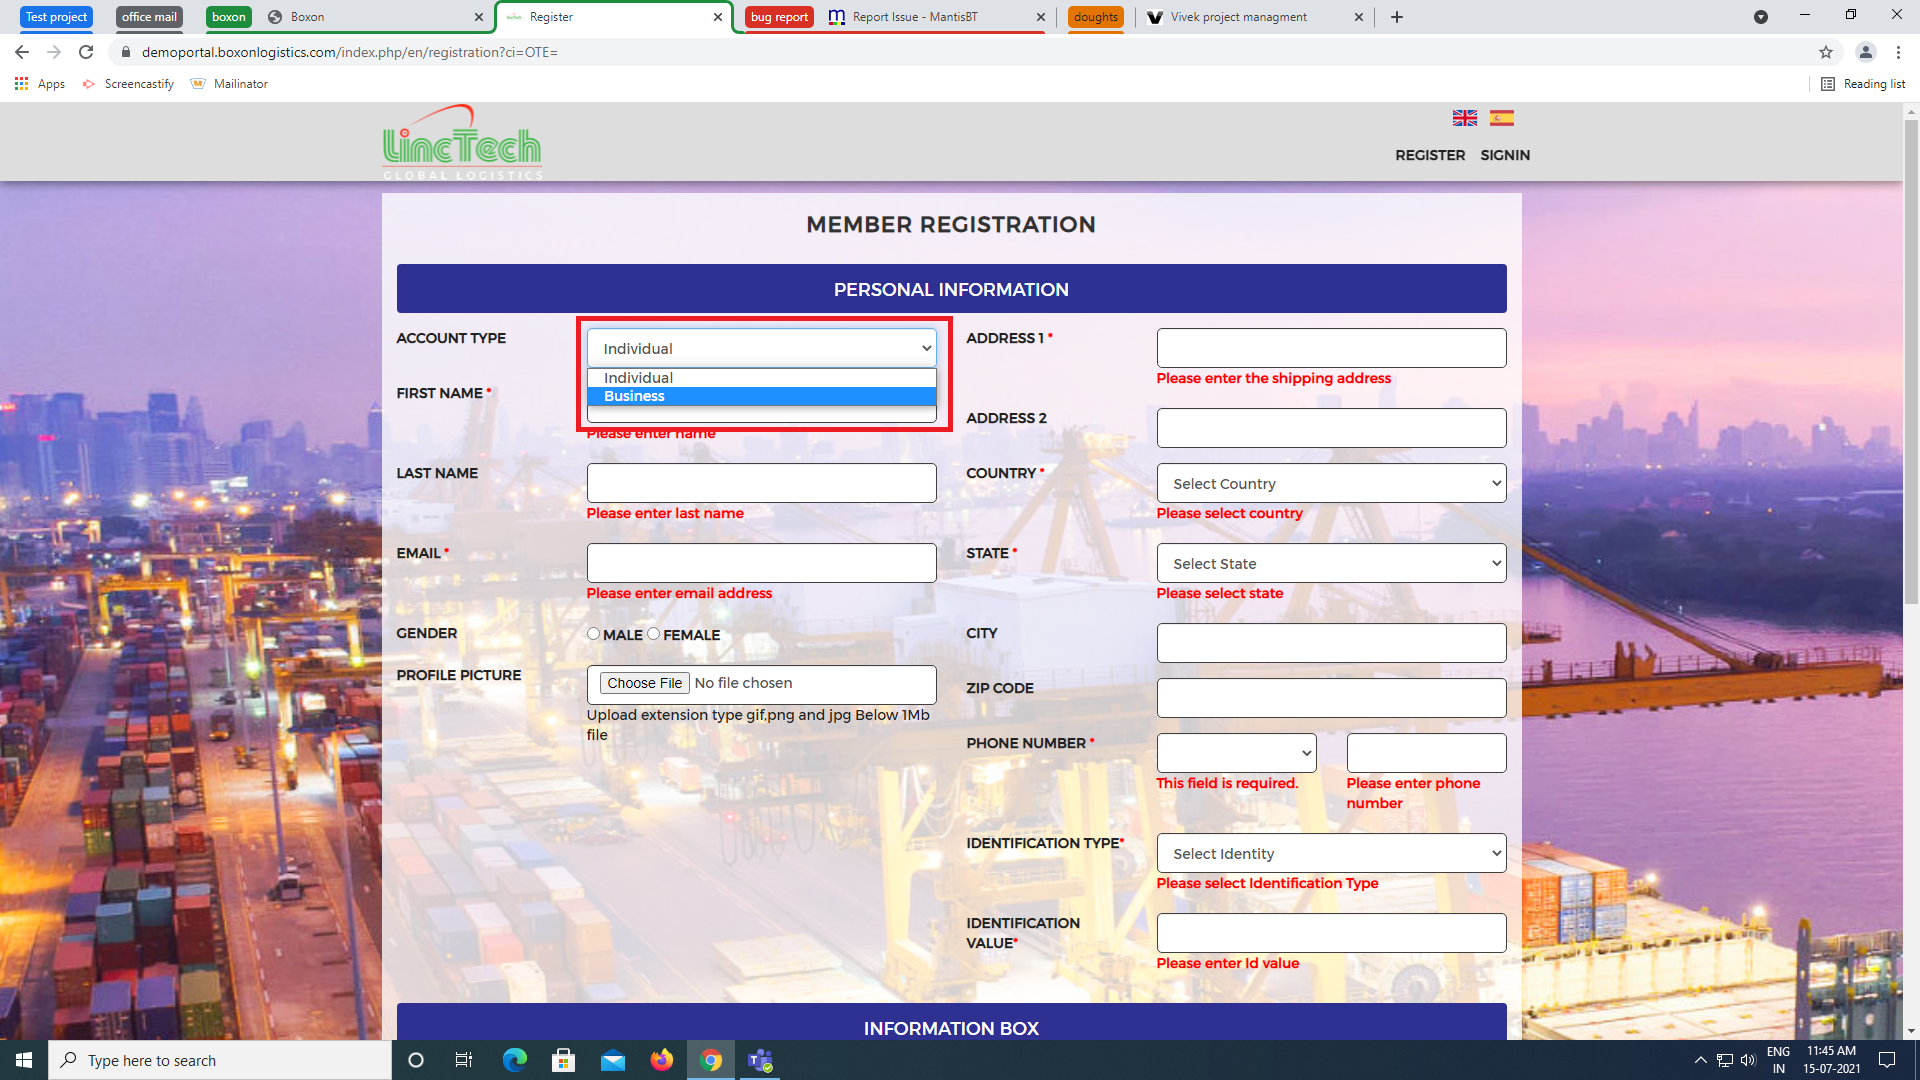 Test project
office mail
boxon
Boxon
Register
bug report
Report Issue - MantisBT
doughts
Vivek project managment
demoportal.boxonlogistics.com/index.php/en/registration?ci=OTE=
Apps
Screencastify
Mailinator
Reading list
LincTech
GLOBAL LOGISTICS
REGISTER SIGNIN
MEMBER REGISTRATION
PERSONAL INFORMATION
ACCOUNT TYPE
Individual
Individual
Business
FIRST NAME *
Please enter name
LAST NAME
Please enter last name
EMAIL *
Please enter email address
GENDER
MALE FEMALE
PROFILE PICTURE
Choose File No file chosen
Upload extension type gif,png and jpg Below 1Mb
file
ADDRESS 1 *
Please enter the shipping address
ADDRESS 2
COUNTRY *
Select Country
Please select country
STATE *
Select State
Please select state
CITY
ZIP CODE
PHONE NUMBER *
This field is required.
Please enter phone
number
IDENTIFICATION TYPE*
Select Identity
Please select Identification Type
IDENTIFICATION
VALUE*
Please enter Id value
INFORMATION BOX
Type here to search
ENG
IN
11:45 AM
15-07-2021